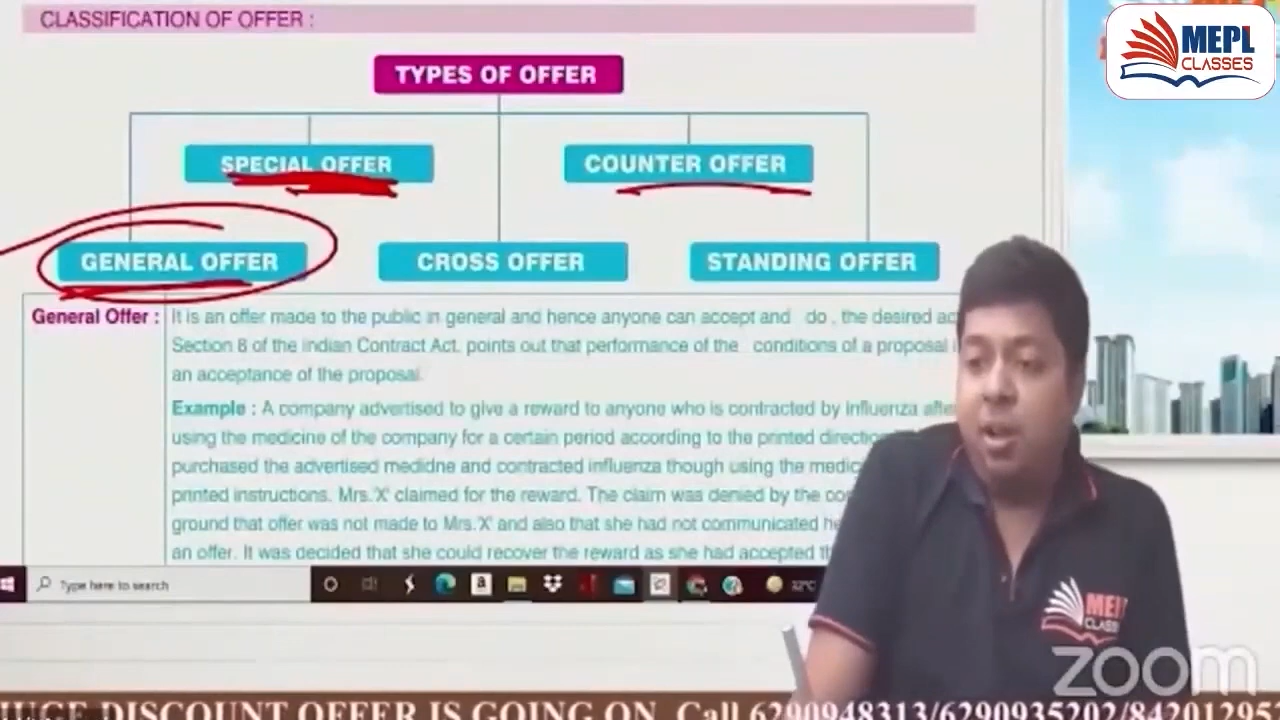 CLASSIFICATION OF OFFER :
MEPL
CLASSES
TYPES OF OFFER
SPECIAL OFFER
COUNTER OFFER
GENERAL OFFER
CROSS OFFER
STANDING OFFER
General Offer : It is an offer made to the public in general and hence anyone can accept and do , the desired
Section 8 of the Indian Contract Act, points out that performance of the conditions of a proposal
an acceptance of the proposal.
Example : A company advertised to give a reward to anyone who is contracted by Influenza
using the medicine of the company for a certain period according to the printed
purchased the advertised medidne and contracted influenza though using the
printed instructions. Mrs.'X' claimed for the reward. The claim was denied by the
ground that offer was not made to Mrs.'X' and also that she had not communicated
an offer. It was decided that she could recover the reward as she had accepted
Type here to search
32°C
CLASS
zoom
DISCOUNT OFFER IS GOING ON. Call 6290948313/6290935202/842012952